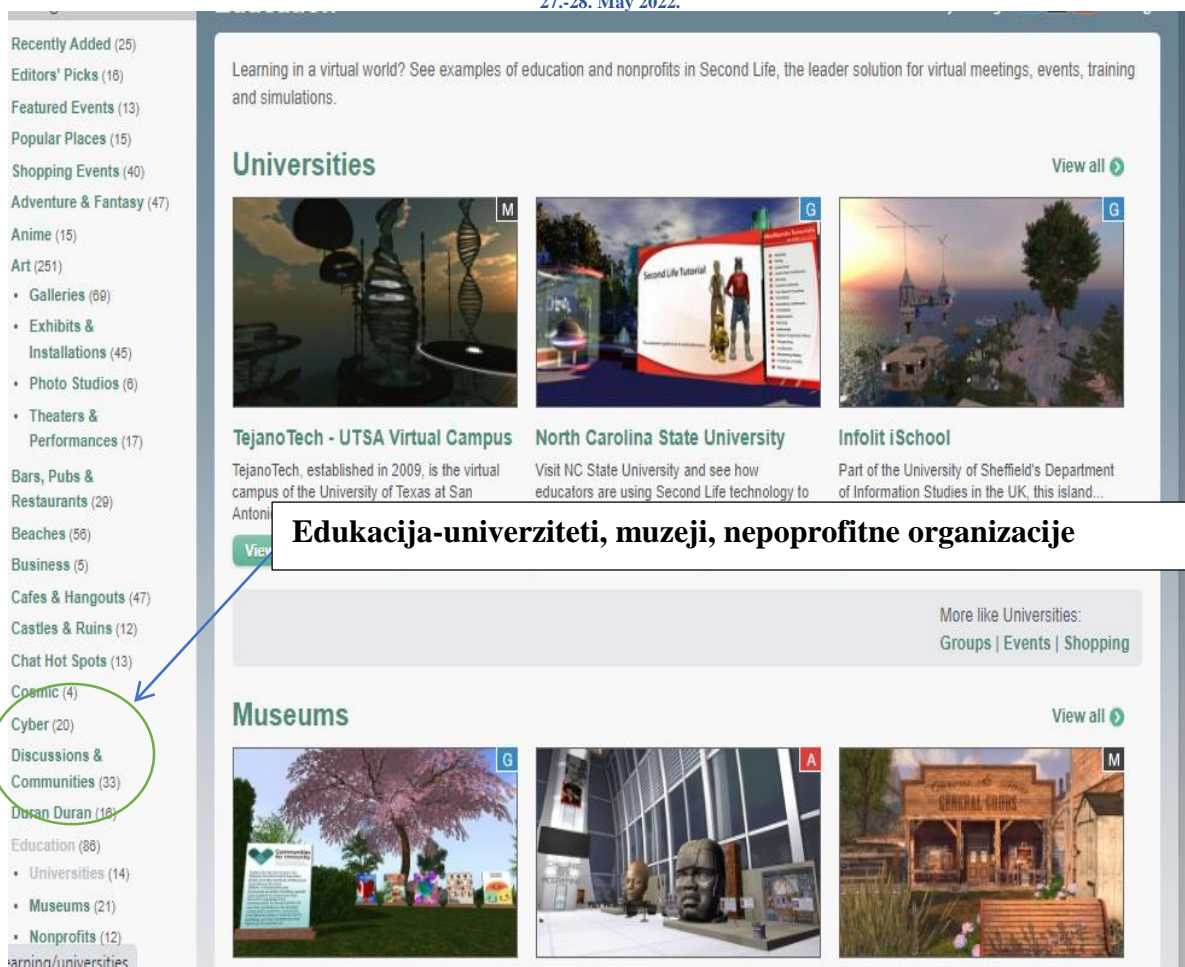 27.-28. May 2022.
Education
Recently Added (25)
Editors' Picks (16)
Featured Events (13)
Popular Places (15)
Shopping Events (40)
Adventure & Fantasy (47)
Anime (15)
Art (251)
Galleries (69)
Exhibits &
Installations (45)
Photo Studios (6)
Theaters &
Performances (17)
Bars, Pubs &
Restaurants (29)
Beaches (56)
Business (5)
Cafes & Hangouts (47)
Castles & Ruins (12)
Chat Hot Spots (13)
Cosmic (4)
Cyber (20)
Discussions &
Communities (33)
Duran Duran (16)
Education (86)
Universities (14)
Museums (21)
Nonprofits (12)
earning/universities
Learning in a virtual world? See examples of education and nonprofits in Second Life, the leader solution for virtual meetings, events, training
and simulations.
Universities
View all
M
G
G
Second Life Tutorial
TejanoTech - UTSA Virtual Campus
TejanoTech, established in 2009, is the virtual
campus of the University of Texas at San
North Carolina State University
Visit NC State University and see how
educators are using Second Life technology to
Infolit iSchool
Part of the University of Sheffield's Department
of Information Studies in the UK, this island...
Edukacija-univerziteti, muzeji, nepoprofitne organizacije
More like Universities:
Groups | Events | Shopping
Museums
View all
G
A
M
Communities
for Immunity
GENERAL GOODS